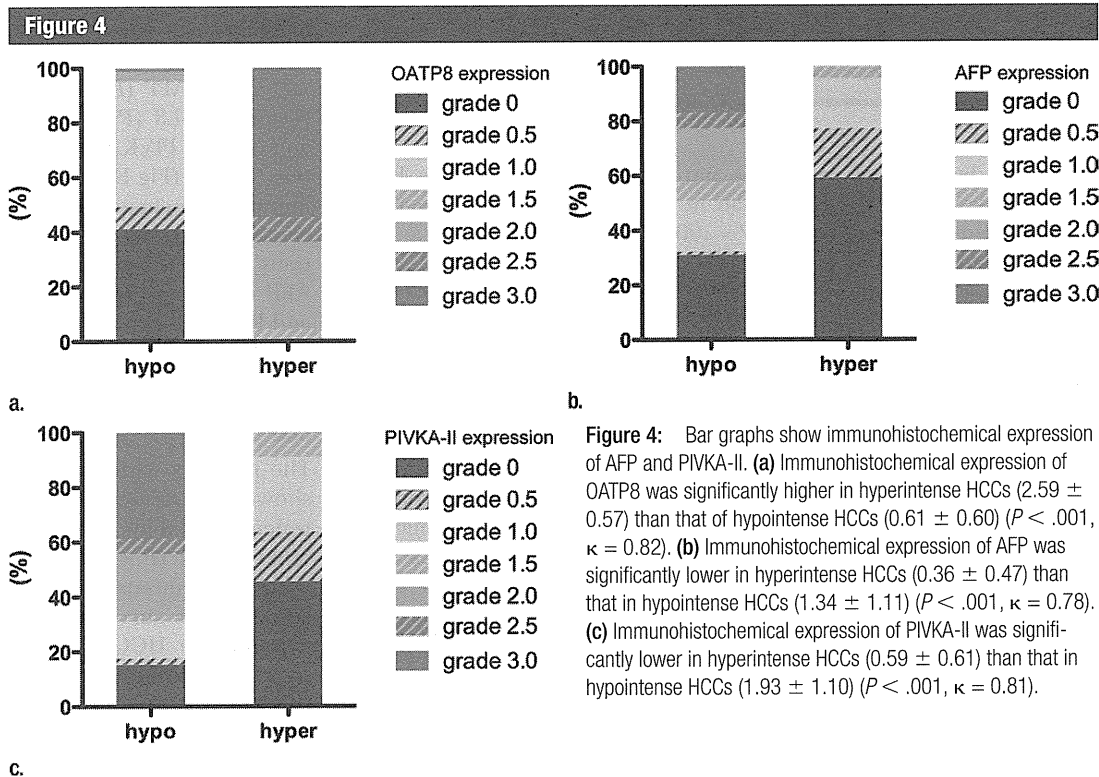 Figure 4
100
80
60
40
20
0
(%)
hypo
hyper
OATP8 expression
grade 0
grade 0.5
grade 1.0
grade 1.5
grade 2.0
grade 2.5
grade 3.0
a.
100
80
60
40
20
0
(%)
hypo
hyper
AFP expression
grade 0
grade 0.5
grade 1.0
grade 1.5
grade 2.0
grade 2.5
grade 3.0
b.
100
80
60
40
20
0
(%)
hypo
hyper
PIVKA-II expression
grade 0
grade 0.5
grade 1.0
grade 1.5
grade 2.0
grade 2.5
grade 3.0
c.
Figure 4: Bar graphs show immunohistochemical expression
of AFP and PIVKA-II. (a) Immunohistochemical expression of
OATP8 was significantly higher in hyperintense HCCs (2.59 ±
0.57) than that of hypointense HCCs (0.61 ± 0.60) (P < .001,
κ = 0.82). (b) Immunohistochemical expression of AFP was
significantly lower in hyperintense HCCs (0.36 ± 0.47) than
that in hypointense HCCs (1.34 ± 1.11) (P < .001, κ = 0.78).
(c) Immunohistochemical expression of PIVKA-II was signifi-
cantly lower in hyperintense HCCs (0.59 ± 0.61) than that in
hypointense HCCs (1.93 ± 1.10) (P < .001, κ = 0.81).